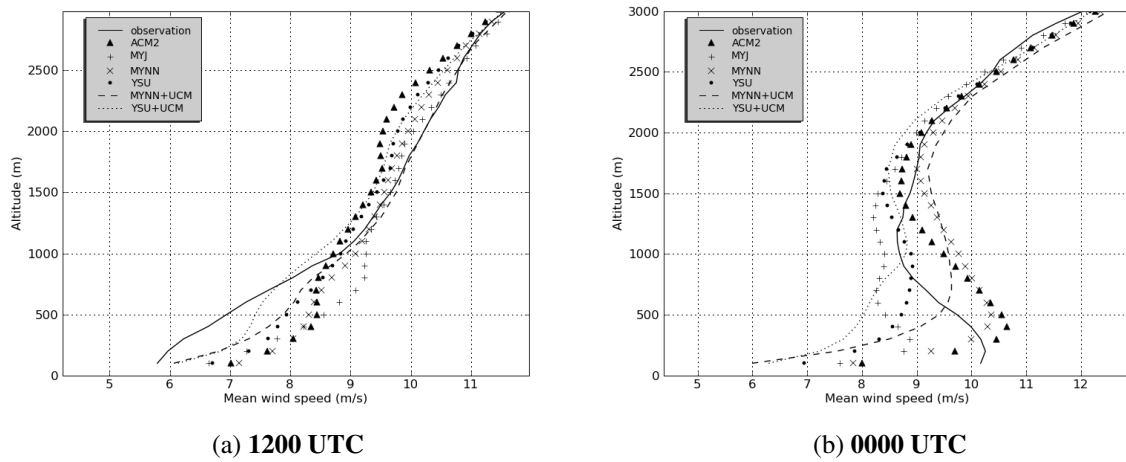 observation
ACM2
MYJ
MYNN
YSU
MYNN+UCM
YSU+UCM
2500
2000
1500
1000
500
0
5
6
7
8
9
10
11
Altitude (m)
Mean wind speed (m/s)
(a) 1200 UTC
3000
observation
ACM2
MYJ
MYNN
YSU
MYNN+UCM
YSU+UCM
2500
2000
1500
1000
500
0
4
5
6
7
8
9
10
11
12
Altitude (m)
Mean wind speed (m/s)
(b) 0000 UTC